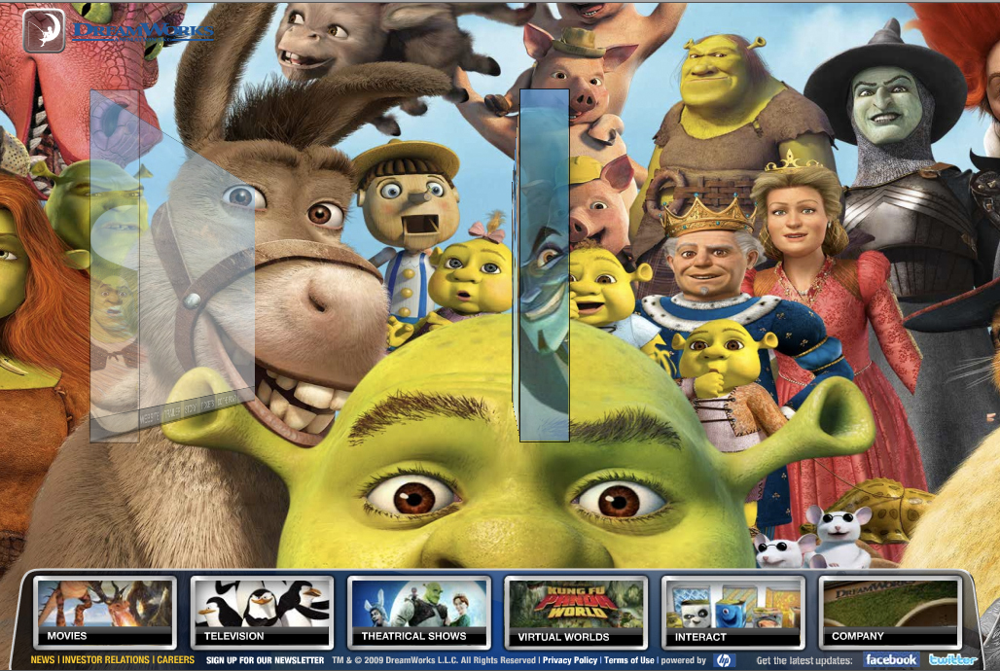 DREAMWORKS
KUNG FU
PANDA
WORLD
DREAMWORKS
MOVIES
TELEVISION
THEATRICAL SHOWS
VIRTUAL WORLDS
INTERACT
COMPANY
NEWS | INVESTOR RELATIONS | CAREERS SIGN UP FOR OUR NEWSLETTER TM & © 2009 DreamWorks L.L.C. All Rights Reserved | Privacy Policy | Terms of Use | powered by hp Get the latest updates: facebook twitter